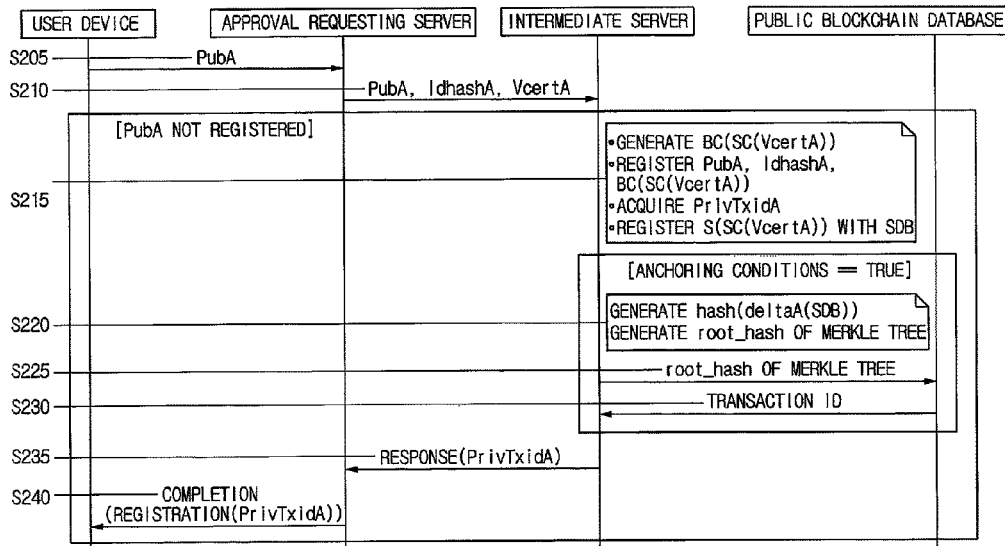 USER DEVICE
APPROVAL REQUESTING SERVER
INTERMEDIATE SERVER
PUBLIC BLOCKCHAIN DATABASE
S205
PubA
S210
PubA, IdhashA, VcertA
[PubA NOT REGISTERED]
•GENERATE BC(SC(VcertA))
•REGISTER PubA, IdhashA,
BC(SC(VcertA))
•ACQUIRE PrivTxidA
•REGISTER S(SC(VcertA)) WITH SDB
S215
[ANCHORING CONDITIONS == TRUE]
GENERATE hash(deltaA(SDB))
GENERATE root_hash OF MERKLE TREE
S220
S225
root_hash OF MERKLE TREE
S230
TRANSACTION ID
S235
RESPONSE(PrivTxidA)
S240
COMPLETION
(REGISTRATION(PrivTxidA))